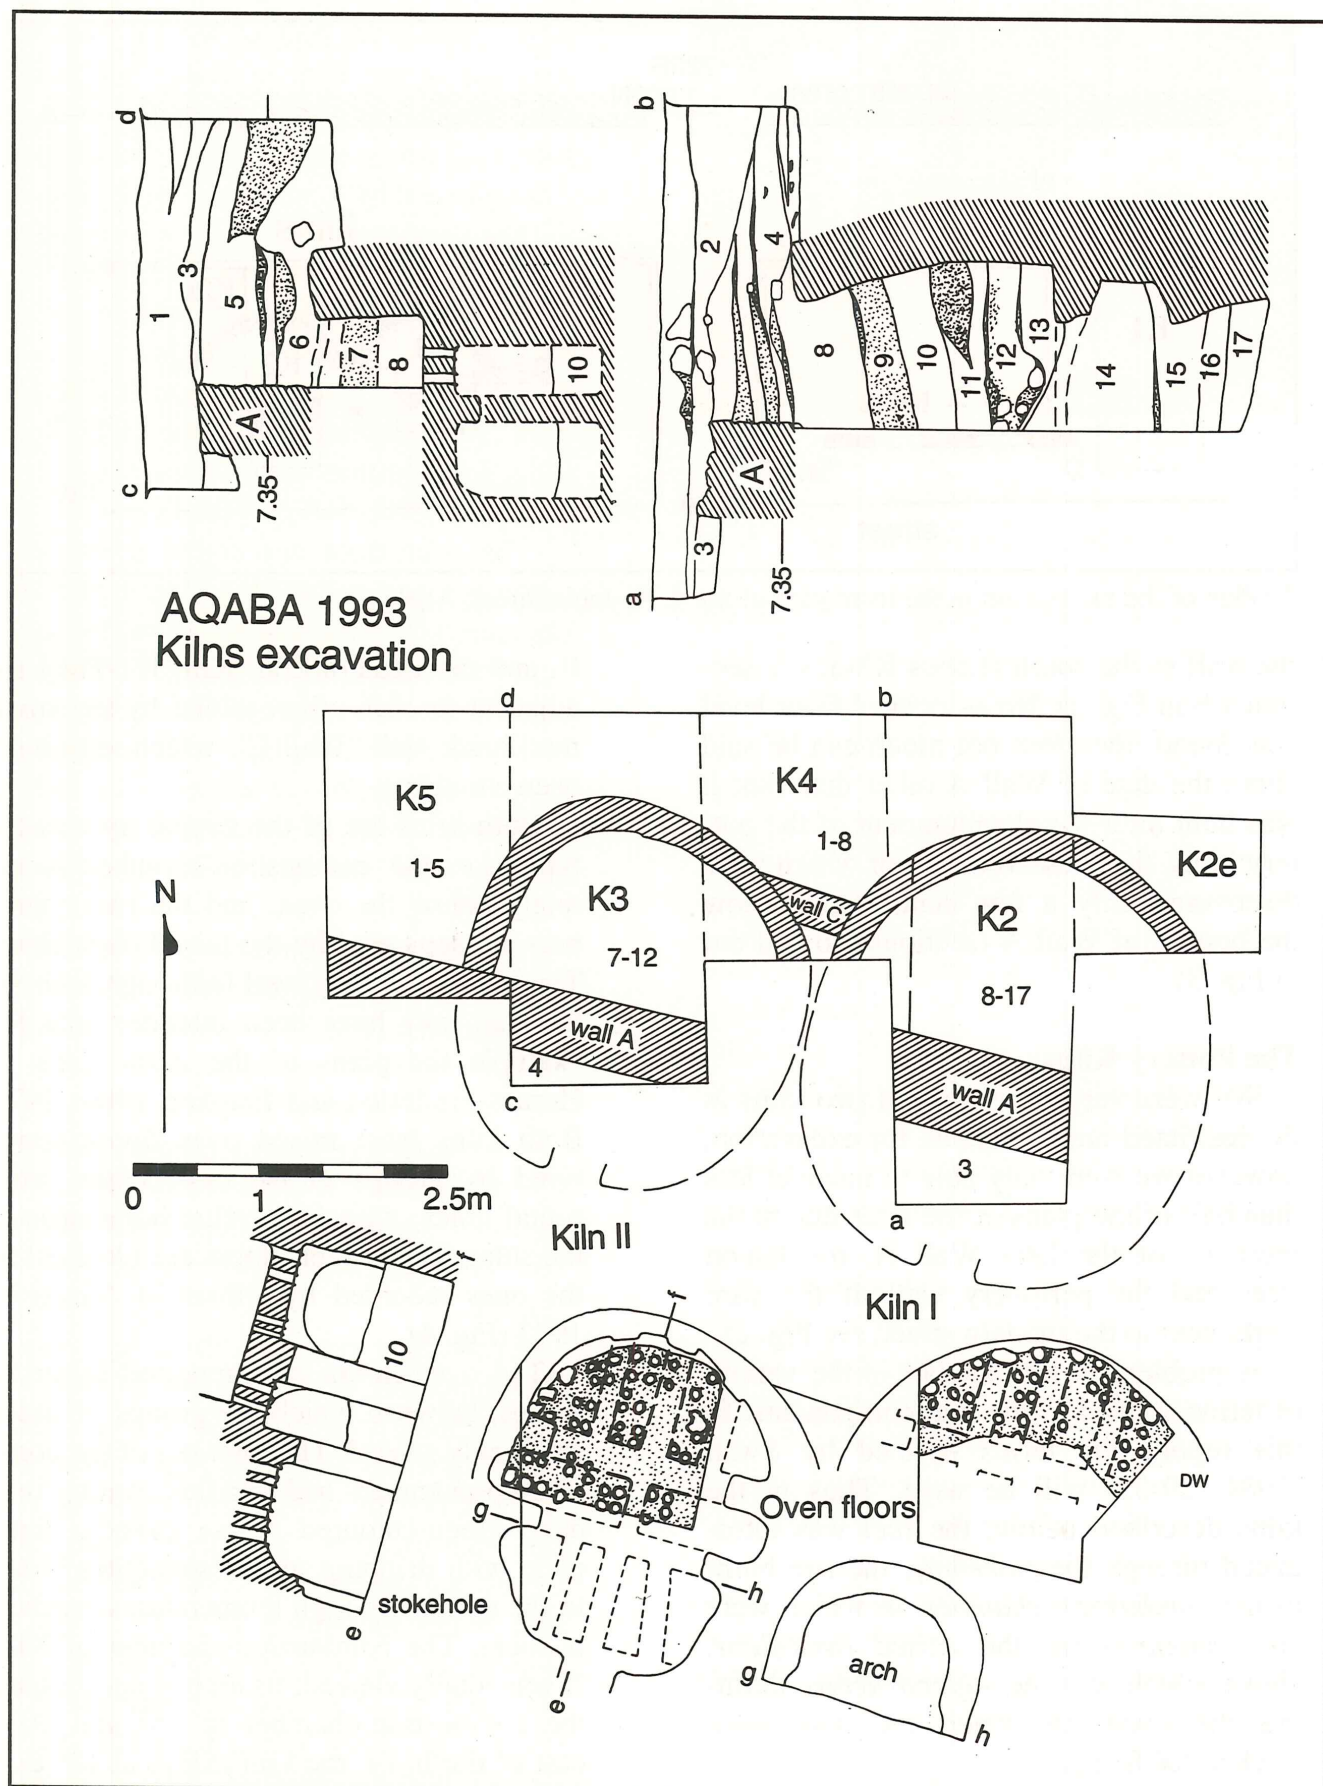 d
1
3
5
6
7
8
10
A
c
7.35
b
2
4
8
9
10
11
12
13
14
15
16
17
A
3
a
7.35
AQABA 1993
Kilns excavation
d
b
K5
1-5
K4
1-8
K3
7-12
K2e
K2
8-17
wall C
N
wall A
4
c
wall A
3
a
0 1 2.5m
Kiln II
Kiln I
f
10
e
stokehole
f
g
h
e
Oven floors
DW
arch
g
h